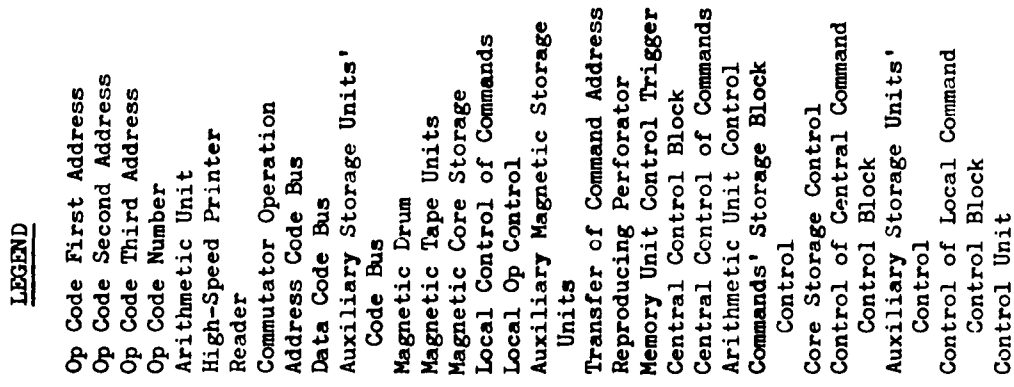 LEGEND
Op Code First Address
Op Code Second Address
Op Code Third Address
Op Code Number
Arithmetic Unit
High-Speed Printer
Reader
Commutator Operation
Address Code Bus
Data Code Bus
Auxiliary Storage Units'
Code Bus
Magnetic Drum
Magnetic Tape Units
Magnetic Core Storage
Local Control of Commands
Local Op Control
Auxiliary Magnetic Storage
Units
Transfer of Command Address
Reproducing Perforator
Memory Unit Control Trigger
Central Control Block
Central Control of Commands
Arithmetic Unit Control
Commands' Storage Block
Control
Core Storage Control
Control of Central Command
Control Block
Auxiliary Storage Units'
Control
Control of Local Command
Control Block
Control Unit